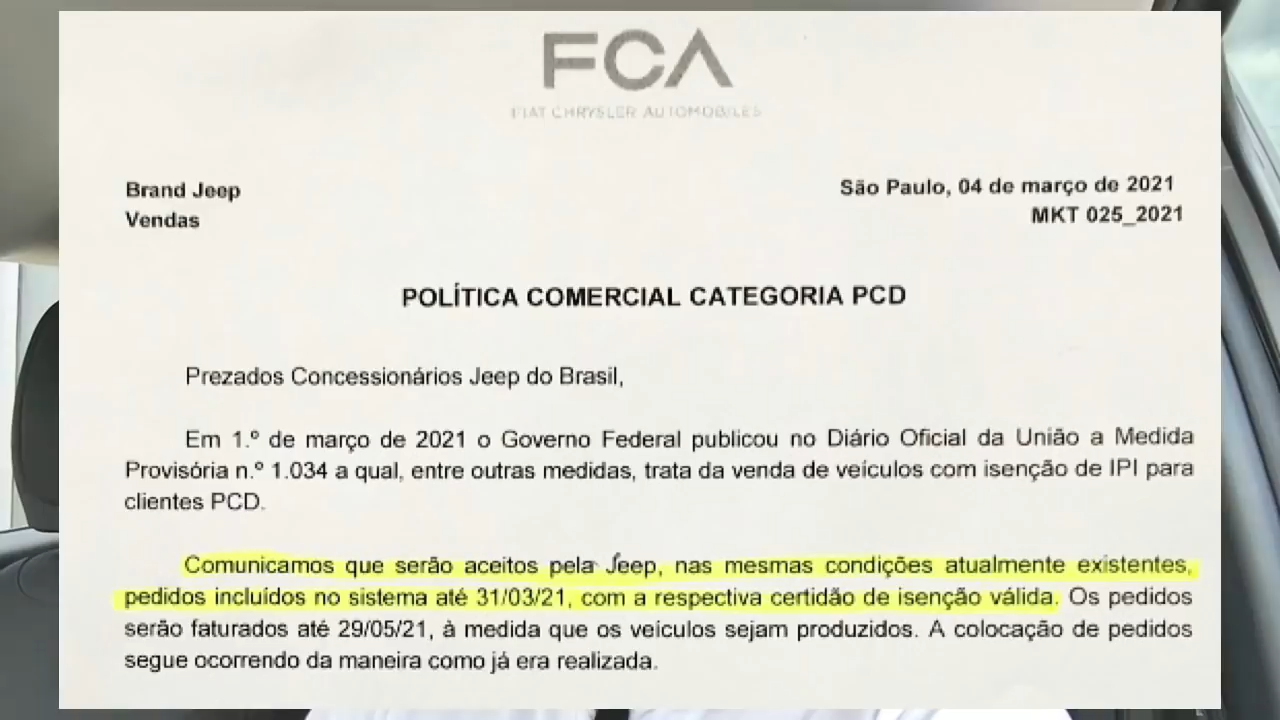 FCA
FIAT CHRYSLER AUTOMOBILES
Brand Jeep
Vendas
São Paulo, 04 de março de 2021
MKT 025_2021
POLÍTICA COMERCIAL CATEGORIA PCD
Prezados Concessionários Jeep do Brasil,
Em 1.º de março de 2021 o Governo Federal publicou no Diário Oficial da União a Medida
Provisória n.º 1.034 a qual, entre outras medidas, trata da venda de veículos com isenção de IPI para
clientes PCD.
Comunicamos que serão aceitos pela Jeep, nas mesmas condições atualmente existentes,
pedidos incluídos no sistema até 31/03/21, com a respectiva certidão de isenção válida. Os pedidos
serão faturados até 29/05/21, à medida que os veículos sejam produzidos. A colocação de pedidos
segue ocorrendo da maneira como já era realizada.